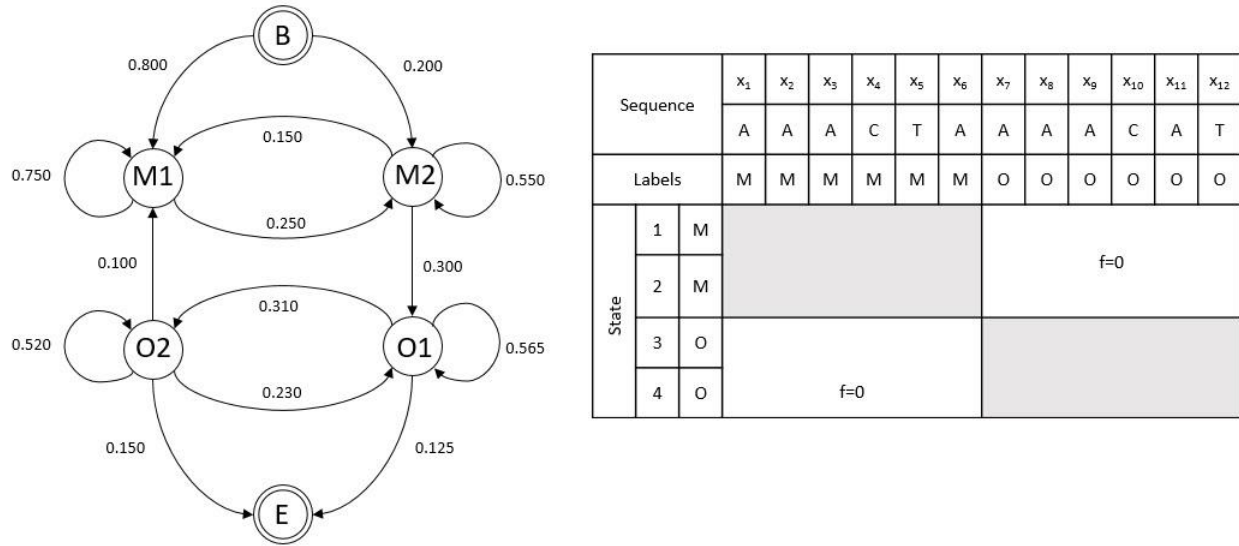 B
0.800
0.200
0.150
M1
M2
0.750
0.550
0.250
0.100
0.300
0.310
O2
O1
0.520
0.565
0.230
0.150
0.125
E
Sequence x₁ x₂ x₃ x₄ x₅ x₆ x₇ x₈ x₉ x₁₀ x₁₁ x₁₂
A A A C T A A A A C A T
Labels M M M M M M O O O O O O
State
1 M
f=0
2 M
3 O
4 O
f=0